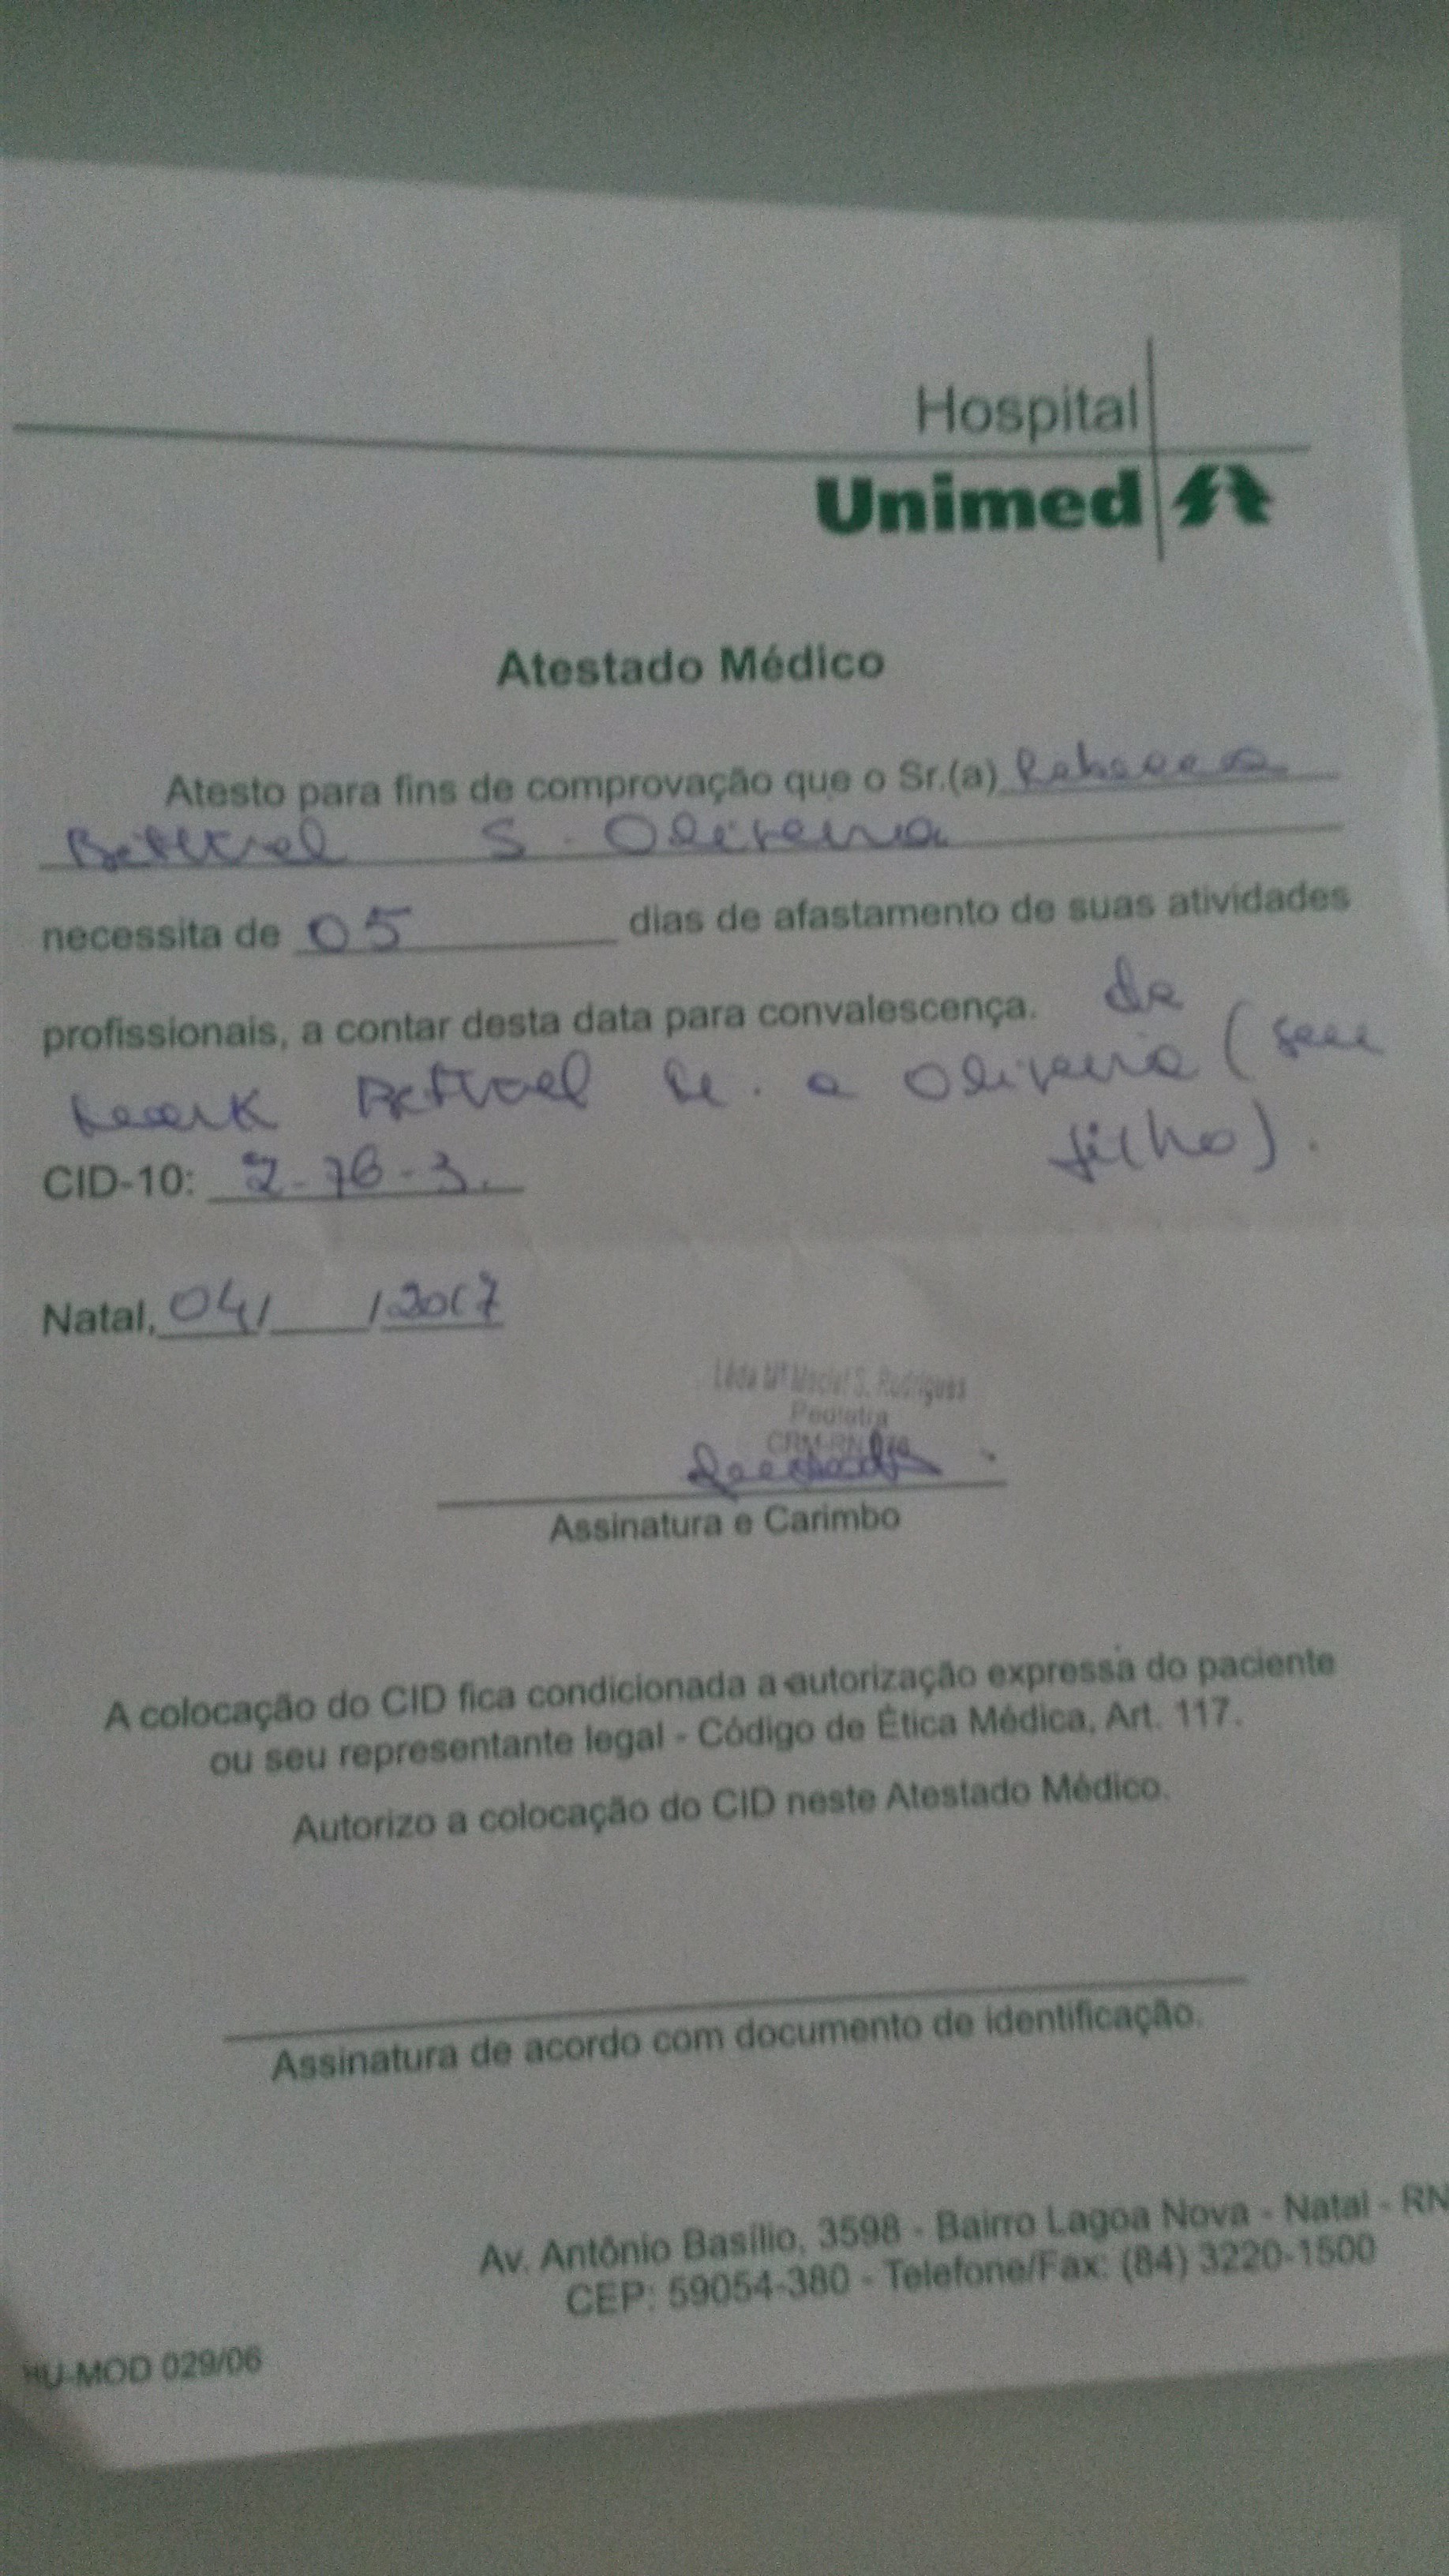 Hospital
Unimed
Atestado Médico
Atesto para fins de comprovação que o Sr.(a) Rebecca
S. Oliveira
necessita de 05 dias de afastamento de suas atividades
profissionais, a contar desta data para convalescença. de
Oliveira (seu
filho).
CID-10: Z-76-3.
Natal, 04/ /2017
Lêda Mª Maciel S. Rodrigues
Pediatra
CRM-RN
Assinatura e Carimbo
A colocação do CID fica condicionada a autorização expressa do paciente
ou seu representante legal - Código de Ética Médica, Art. 117.
Autorizo a colocação do CID neste Atestado Médico.
Assinatura de acordo com documento de identificação.
Av. Antônio Basílio, 3598 - Bairro Lagoa Nova - Natal - RN
CEP: 59054-380 - Telefone/Fax: (84) 3220-1500
HU-MOD 029/06